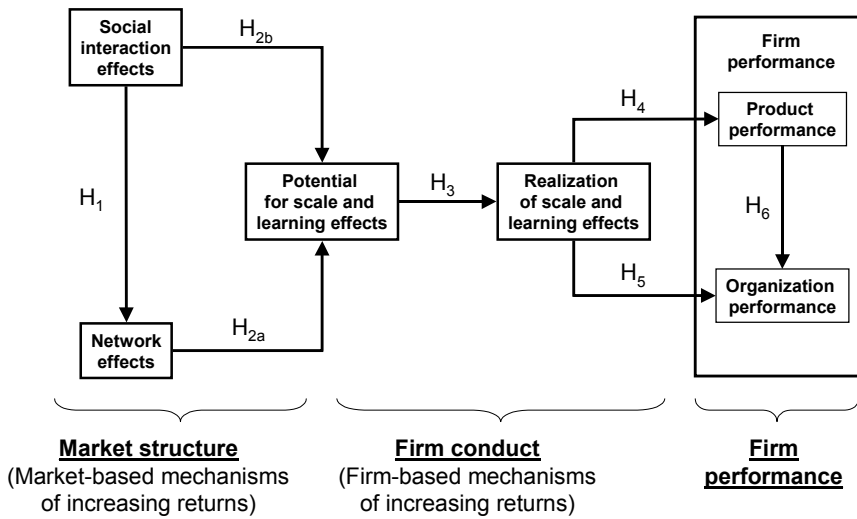 Social
interaction
effects
H2b
Firm
performance
H4
Product
performance
H1
Potential
for scale and
learning effects
H3
Realization
of scale and
learning effects
H6
H5
Organization
performance
Network
effects
H2a
Market structure
(Market-based mechanisms
of increasing returns)
Firm conduct
(Firm-based mechanisms
of increasing returns)
Firm
performance